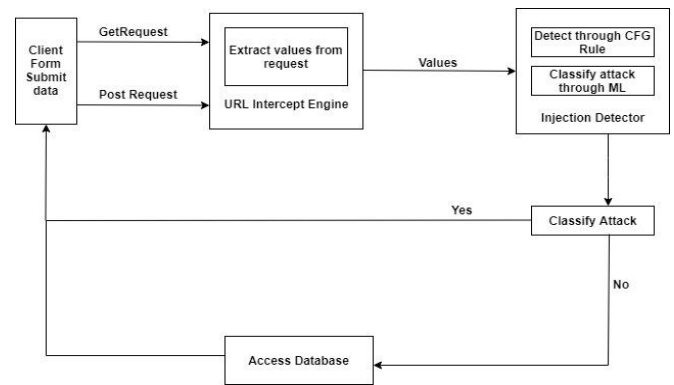 Client
Form
Submit
data
GetRequest
Post Request
Extract values from
request
URL Intercept Engine
Values
Detect through CFG
Rule
Classify attack
through ML
Injection Detector
Yes
Classify Attack
No
Access Database